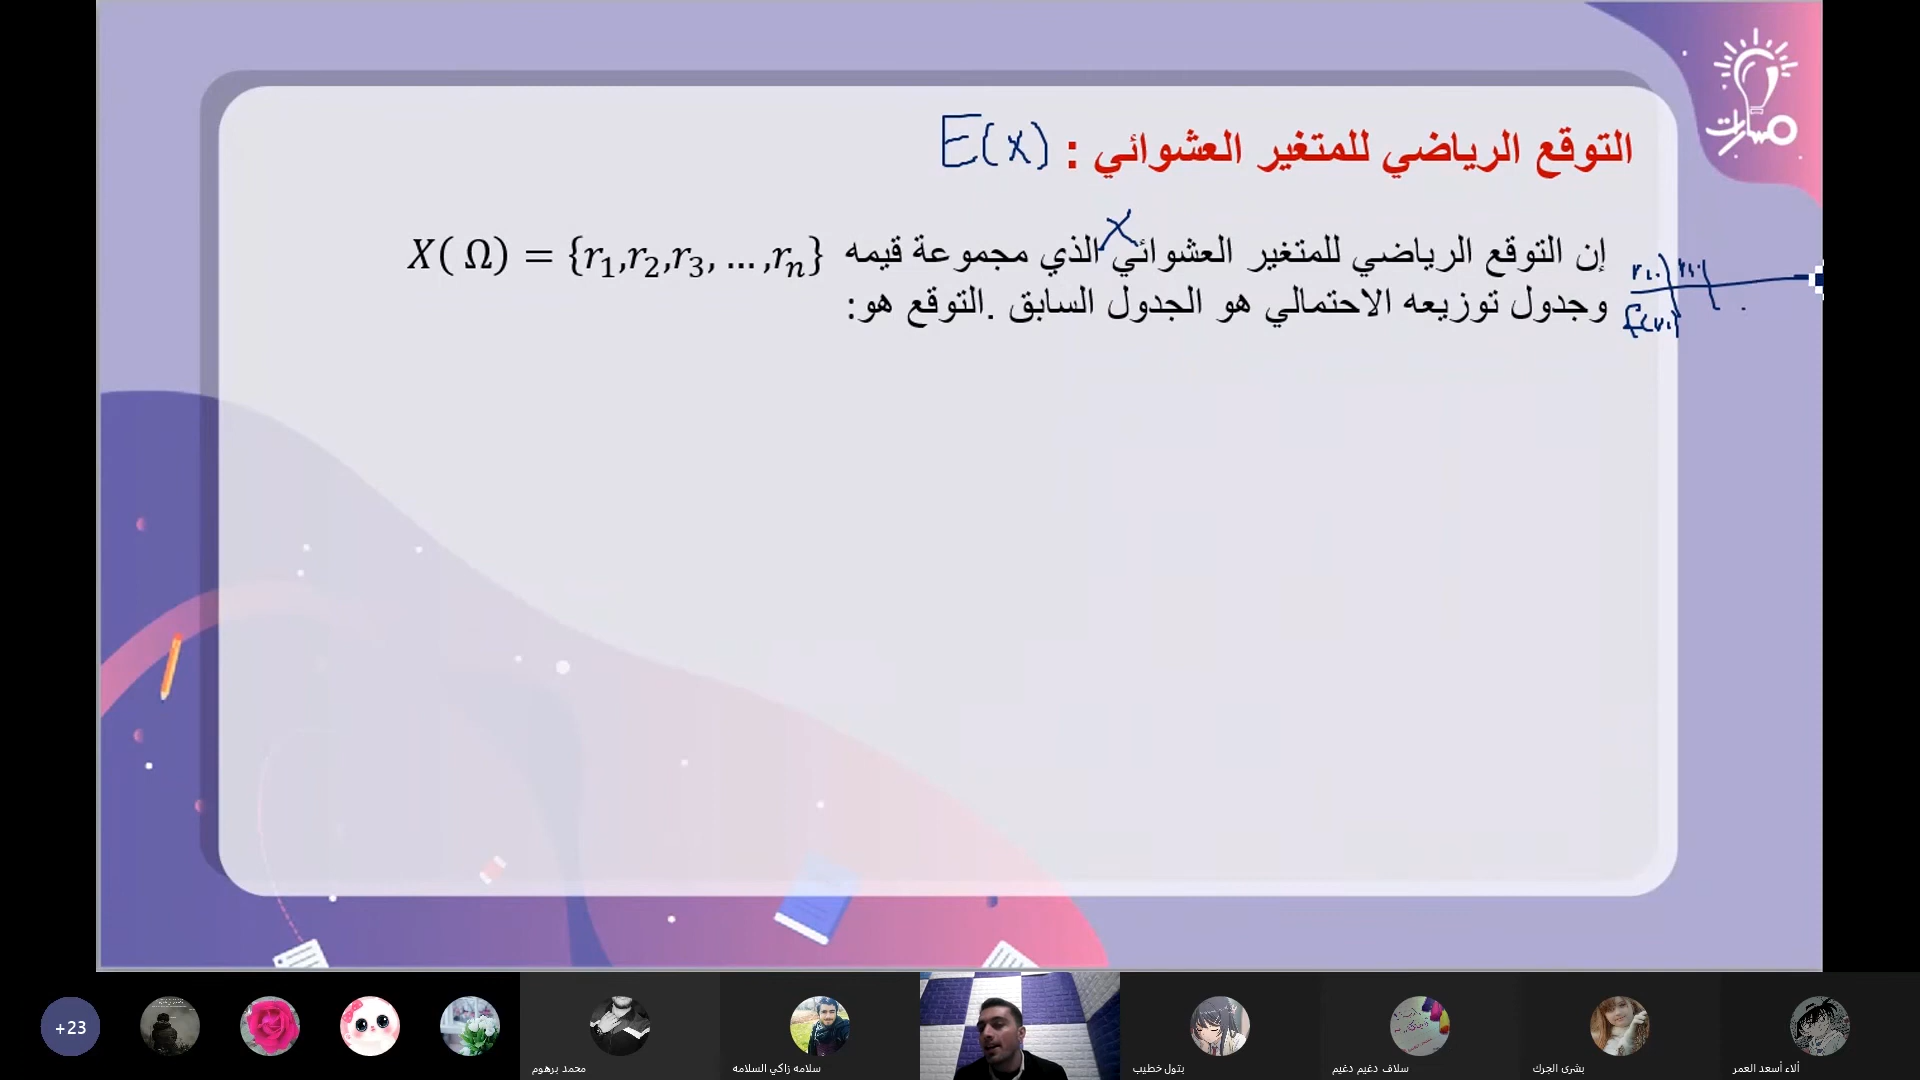 مسارات
التوقع الرياضي للمتغير العشوائي : E(x)
إن التوقع الرياضي للمتغير العشوائي X الذي مجموعة قيمه X( Ω) = {r₁,r₂,r₃, … ,rₙ}
وجدول توزيعه الاحتمالي هو الجدول السابق .التوقع هو:
+23
محمد برهوم
سلامه زاكي السلامه
بتول خطيب
سلاف دغيم دغيم
بشرى الجرك
ألاء أسعد العمر